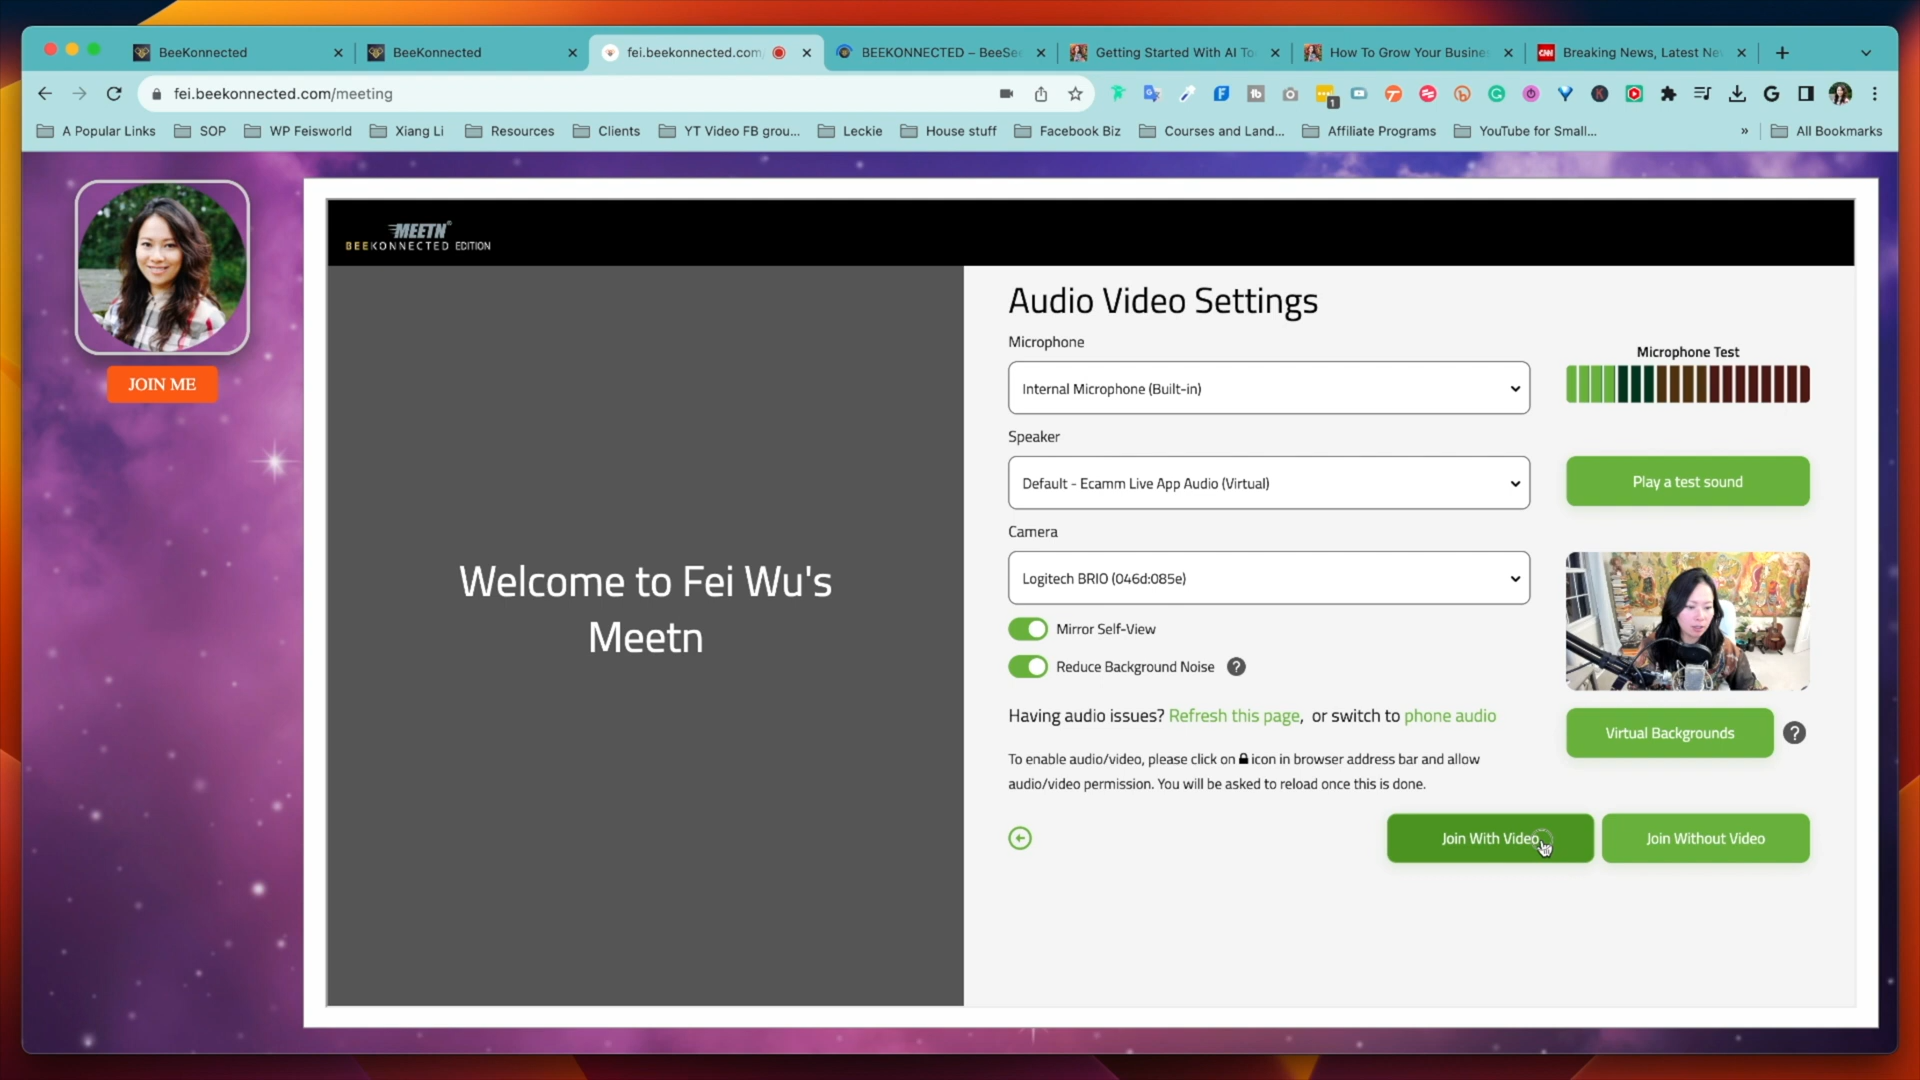 BeeKonnected
BeeKonnected
fei.beekonnected.com
BEEKONNECTED – BeeSee
Getting Started With AI To
How To Grow Your Busine
CNN
Breaking News, Latest Ne
fei.beekonnected.com/meeting
A Popular Links
SOP
WP Feisworld
Xiang Li
Resources
Clients
YT Video FB grou...
Leckie
House stuff
Facebook Biz
Courses and Land...
Affiliate Programs
YouTube for Small...
»
All Bookmarks
JOIN ME
MEETN®
BEEKONNECTED EDITION
Welcome to Fei Wu's
Meetn
Audio Video Settings
Microphone
Internal Microphone (Built-in)
Microphone Test
Speaker
Default - Ecamm Live App Audio (Virtual)
Play a test sound
Camera
Logitech BRIO (046d:085e)
Mirror Self-View
Reduce Background Noise ?
Having audio issues? Refresh this page, or switch to phone audio
Virtual Backgrounds ?
To enable audio/video, please click on icon in browser address bar and allow
audio/video permission. You will be asked to reload once this is done.
Join With Video
Join Without Video